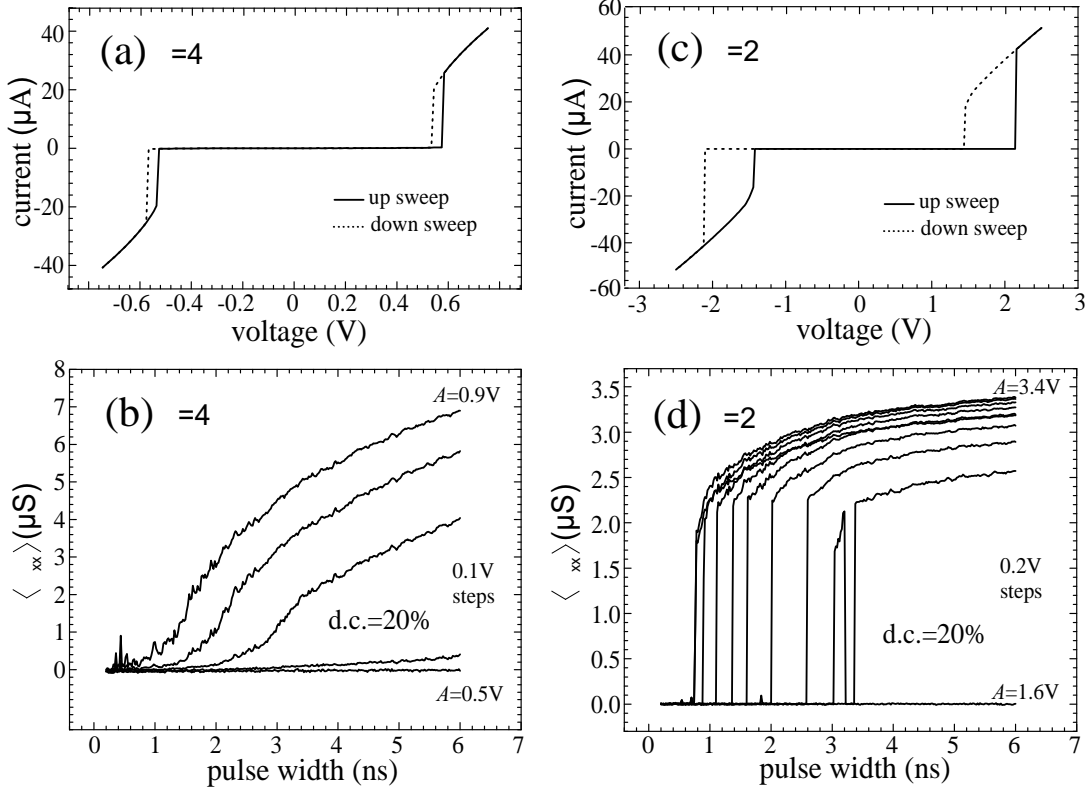 (a) =4
current (µA)
40
20
0
-20
-40
up sweep
down sweep
-0.6
-0.4
-0.2
0
0.2
0.4
0.6
voltage (V)
(c) =2
current (µA)
60
40
20
0
-20
-40
-60
up sweep
down sweep
-3
-2
-1
0
1
2
3
voltage (V)
(b) =4
〈 xx〉(µS)
8
7
6
5
4
3
2
1
0
A=0.9V
0.1V
steps
d.c.=20%
A=0.5V
0
1
2
3
4
5
6
7
pulse width (ns)
(d) =2
〈 xx〉(µS)
3.5
3.0
2.5
2.0
1.5
1.0
0.5
0.0
A=3.4V
0.2V
steps
d.c.=20%
A=1.6V
0
1
2
3
4
5
6
7
pulse width (ns)